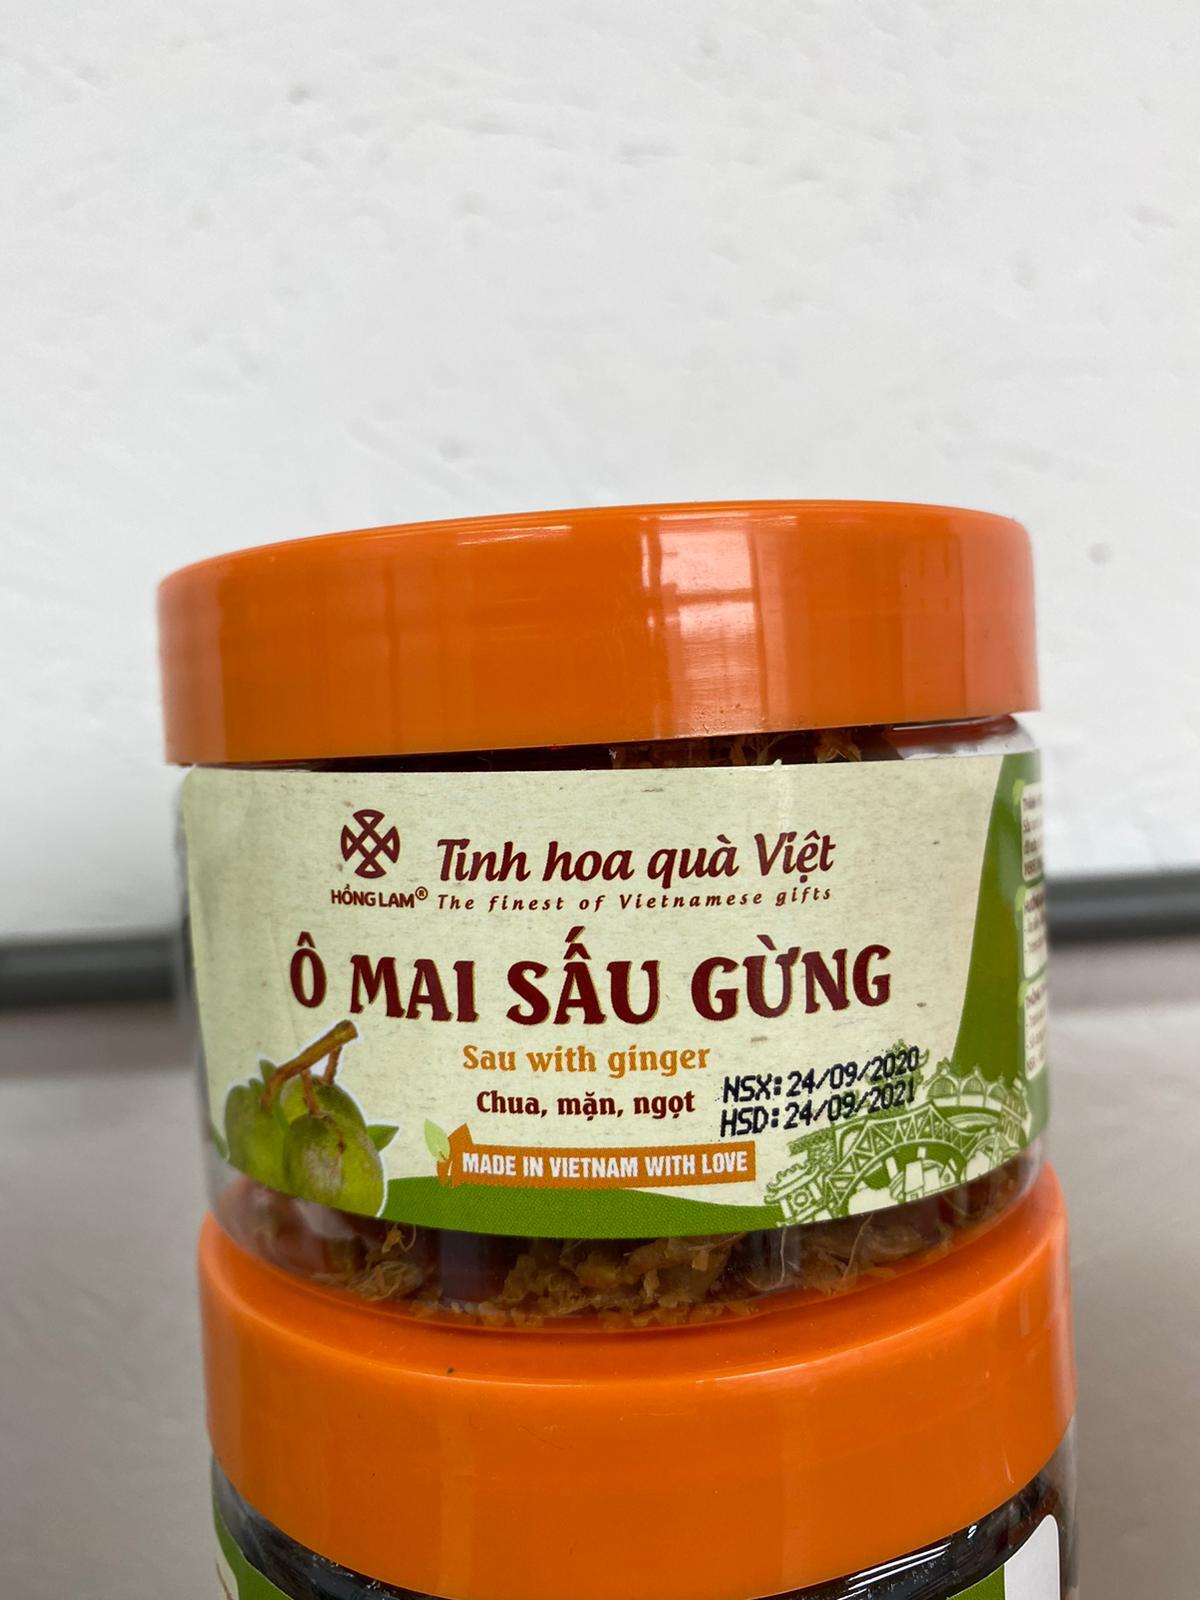 Tinh hoa quà Việt
HỒNG LAM® The finest of Vietnamese gifts
Ô MAI SẤU GỪNG
Sau with ginger
Chua, mặn, ngọt
NSX: 24/09/2020
HSD: 24/09/2021
MADE IN VIETNAM WITH LOVE